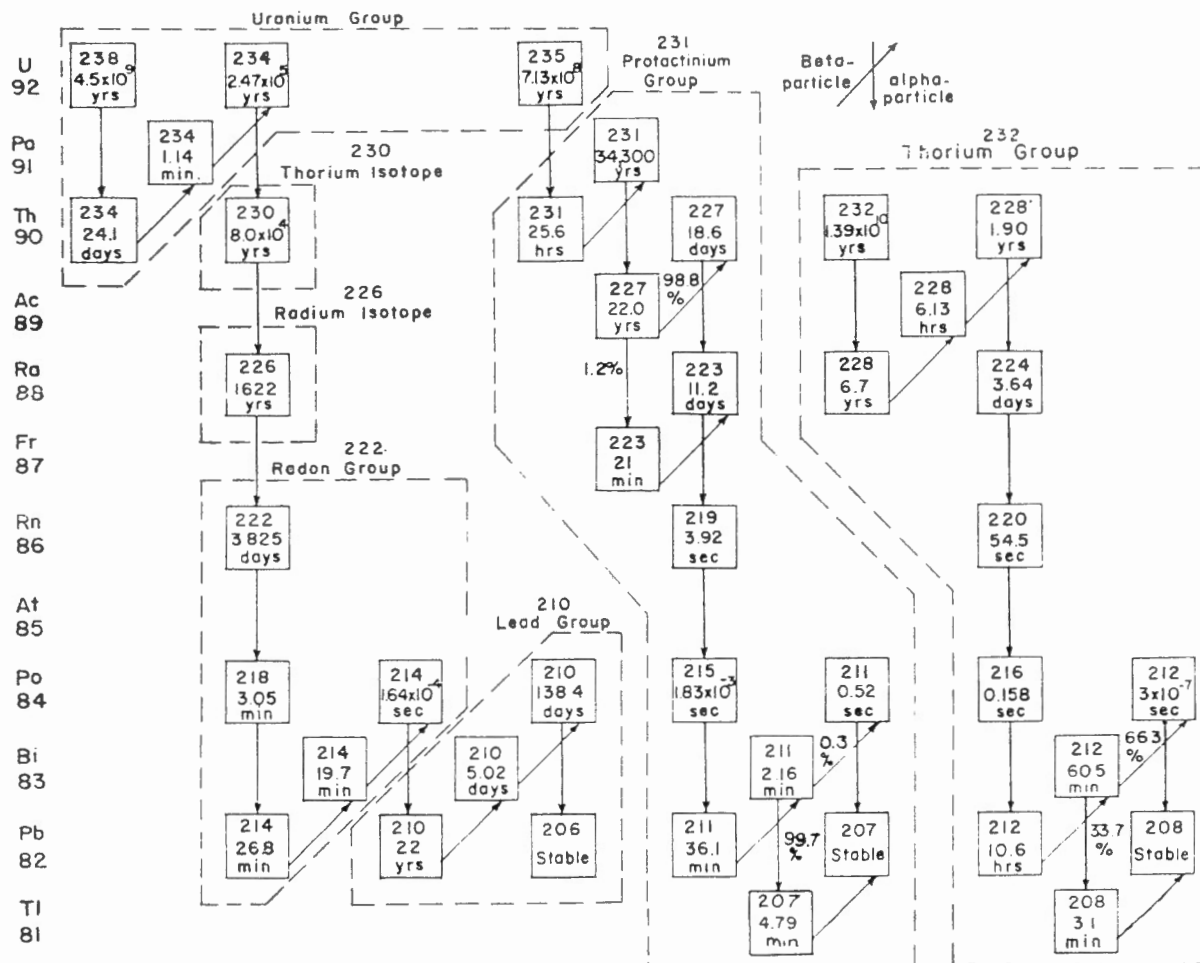 Uranium Group
U
92
238
4.5x10⁹
yrs
234
2.47x10⁵
yrs
235
7.13x10⁸
yrs
231
Protactinium
Group
Beta-
particle
alpha-
particle
Pa
91
234
1.14
min.
230
Thorium Isotope
231
34,300
yrs
232
Thorium Group
Th
90
234
24.1
days
230
8.0x10⁴
yrs
231
25.6
hrs
227
18.6
days
232
1.39x10¹⁰
yrs
228
1.90
yrs
Ac
89
226
Radium Isotope
227
22.0
yrs
98.8
%
228
6.13
hrs
Ra
88
226
1622
yrs
1.2%
223
11.2
days
228
6.7
yrs
224
3.64
days
Fr
87
222
Radon Group
223
21
min
Rn
86
222
3.825
days
219
3.92
sec
220
54.5
sec
At
85
210
Lead Group
Po
84
218
3.05
min
214
1.64x10⁻⁴
sec
210
138.4
days
215
1.83x10⁻³
sec
211
0.52
sec
216
0.158
sec
212
3x10⁻⁷
sec
Bi
83
214
19.7
min
210
5.02
days
211
2.16
min
0.3
%
212
60.5
min
66.3
%
Pb
82
214
26.8
min
210
22
yrs
206
Stable
211
36.1
min
99.7
%
207
Stable
212
10.6
hrs
33.7
%
208
Stable
Tl
81
207
4.79
min
208
3.1
min